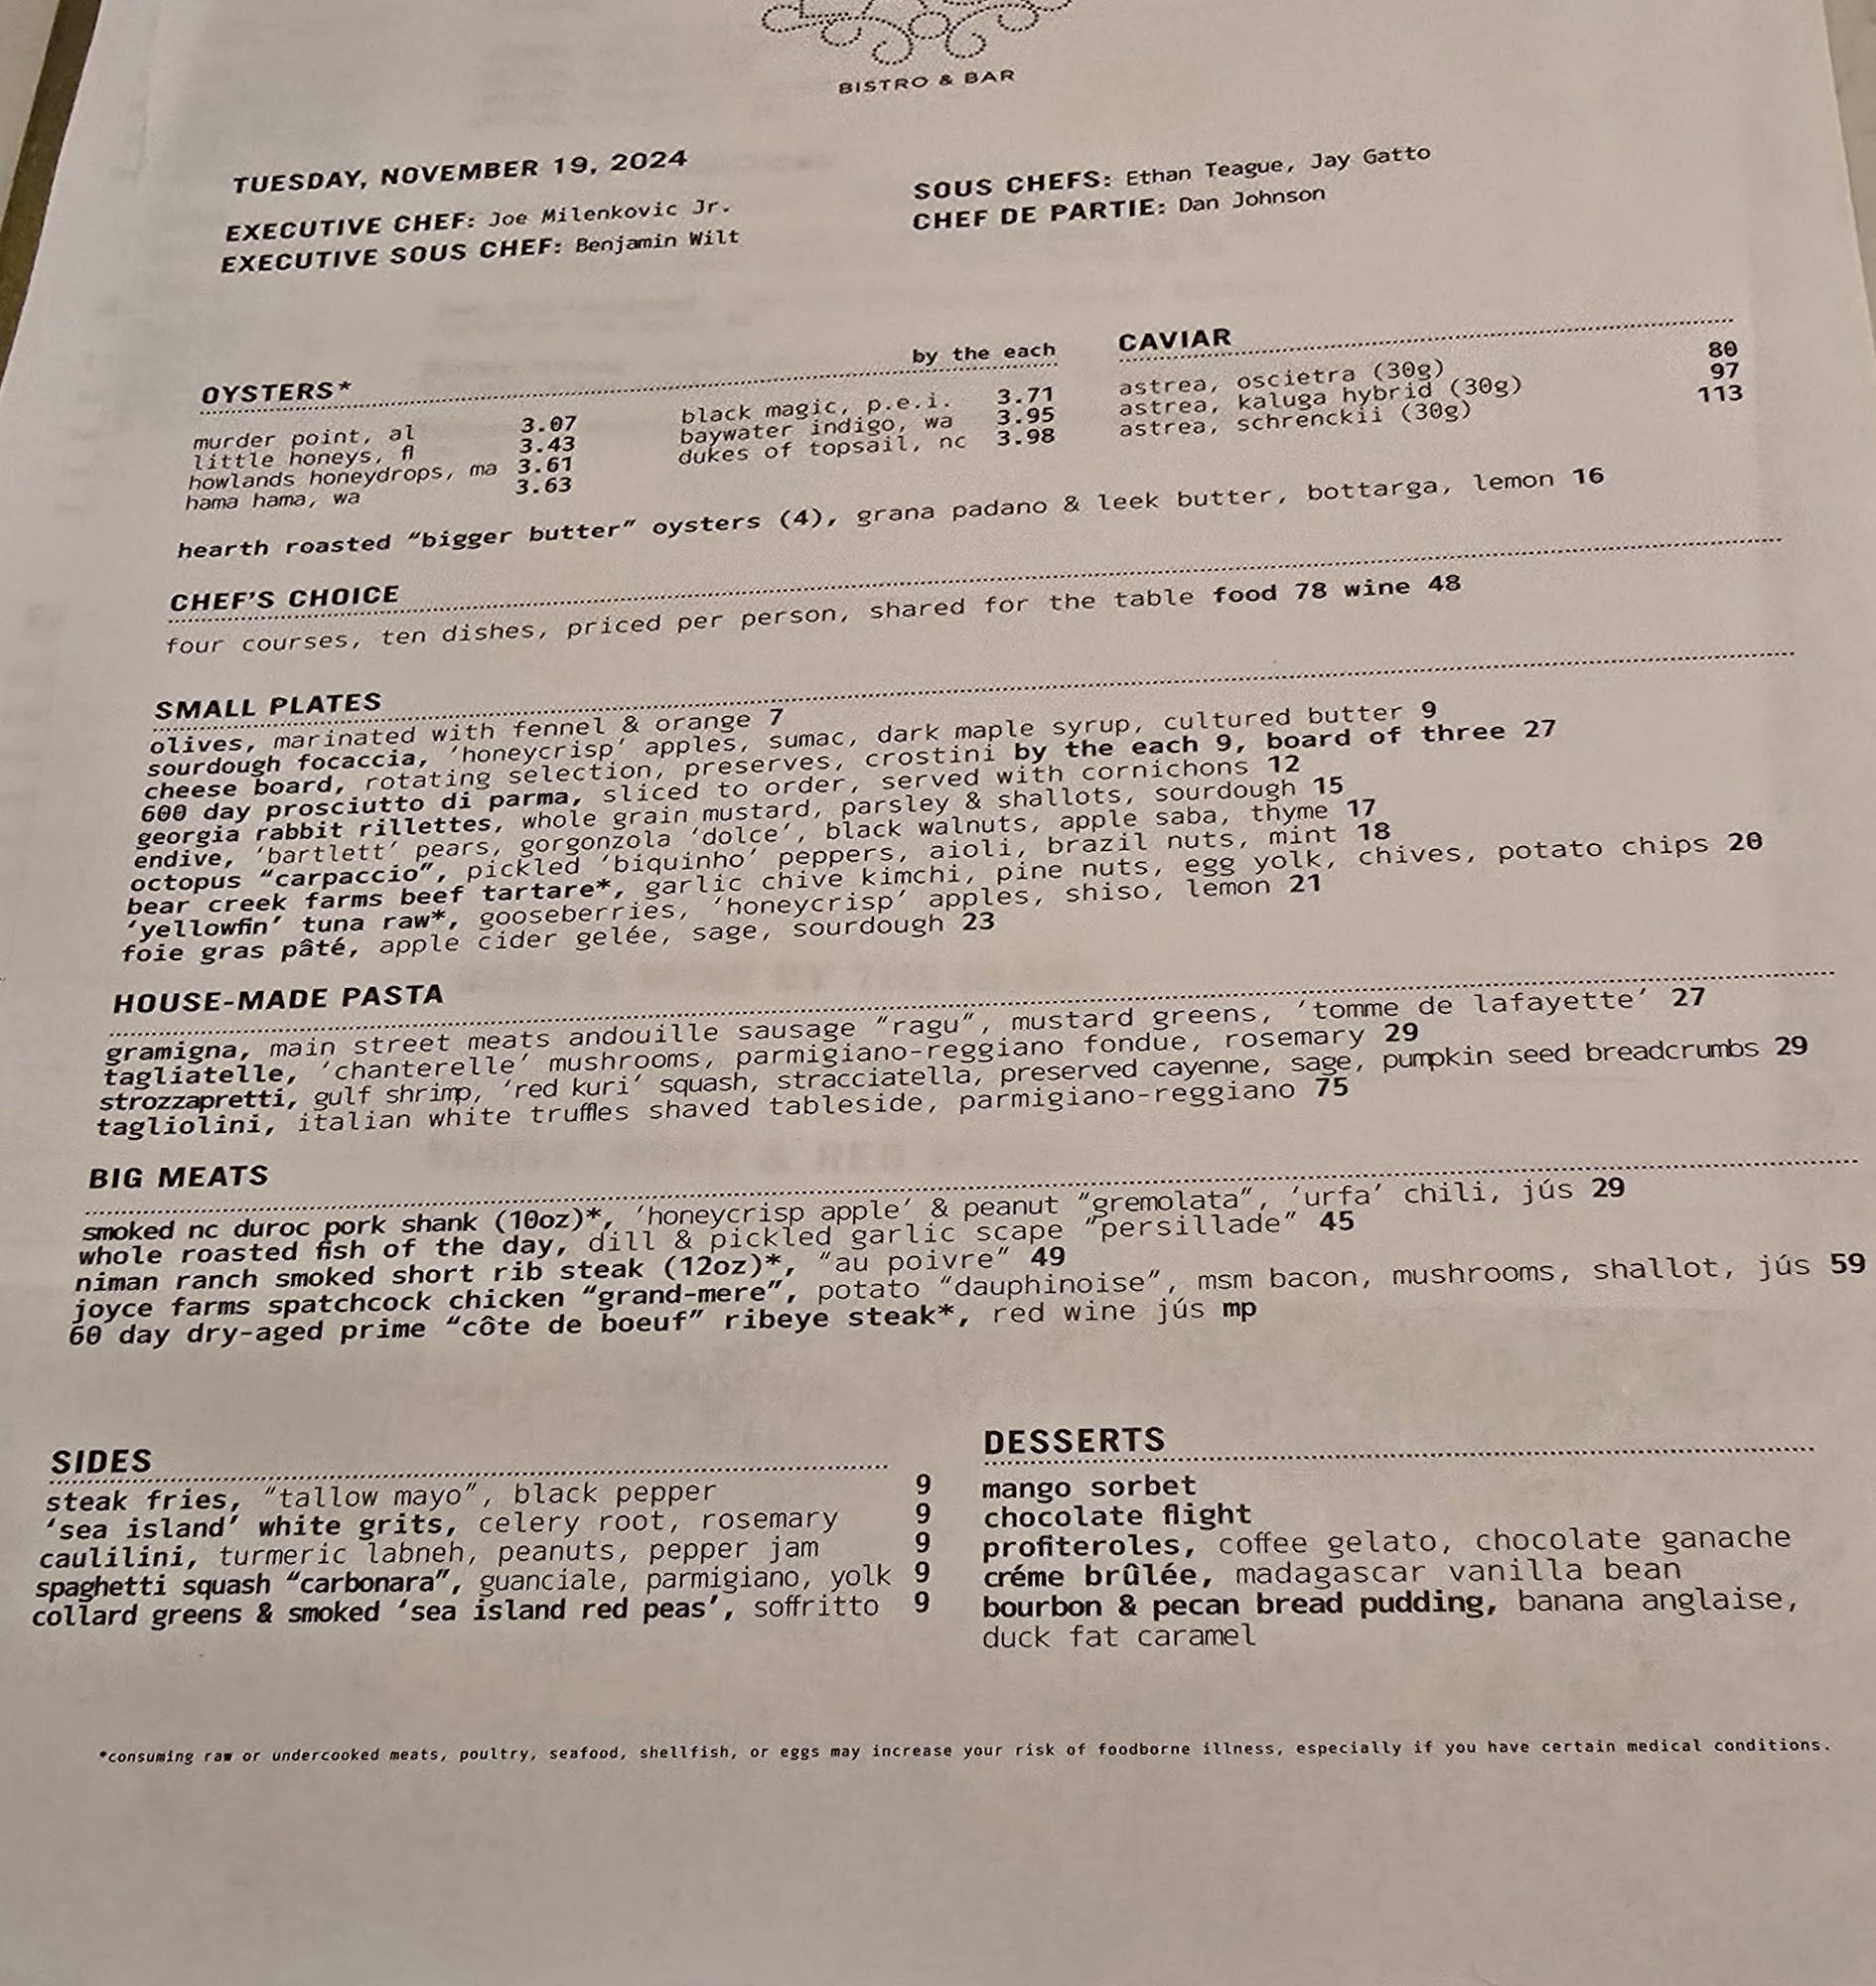 BISTRO & BAR
TUESDAY, NOVEMBER 19, 2024
EXECUTIVE CHEF: Joe Milenkovic Jr.
EXECUTIVE SOUS CHEF: Benjamin Wilt
SOUS CHEFS: Ethan Teague, Jay Gatto
CHEF DE PARTIE: Dan Johnson
OYSTERS* by the each
murder point, al 3.07
little honeys, fl 3.43
howlands honeydrops, ma 3.61
hama hama, wa 3.63
black magic, p.e.i. 3.71
baywater indigo, wa 3.95
dukes of topsail, nc 3.98
CAVIAR
astrea, oscietra (30g) 80
astrea, kaluga hybrid (30g) 97
astrea, schrenckii (30g) 113
hearth roasted “bigger butter” oysters (4), grana padano & leek butter, bottarga, lemon 16
CHEF'S CHOICE
four courses, ten dishes, priced per person, shared for the table food 78 wine 48
SMALL PLATES
olives, marinated with fennel & orange 7
sourdough focaccia, ‘honeycrisp’ apples, sumac, dark maple syrup, cultured butter 9
cheese board, rotating selection, preserves, crostini by the each 9, board of three 27
600 day prosciutto di parma, sliced to order, served with cornichons 12
georgia rabbit rillettes, whole grain mustard, parsley & shallots, sourdough 15
endive, ‘bartlett’ pears, gorgonzola ‘dolce’, black walnuts, apple saba, thyme 17
octopus “carpaccio”, pickled ‘biquinho’ peppers, aioli, brazil nuts, mint 18
bear creek farms beef tartare*, garlic chive kimchi, pine nuts, egg yolk, chives, potato chips 20
‘yellowfin’ tuna raw*, gooseberries, ‘honeycrisp’ apples, shiso, lemon 21
foie gras pâté, apple cider gelée, sage, sourdough 23
HOUSE-MADE PASTA
gramigna, main street meats andouille sausage “ragu”, mustard greens, ‘tomme de lafayette’ 27
tagliatelle, ‘chanterelle’ mushrooms, parmigiano-reggiano fondue, rosemary 29
strozzapretti, gulf shrimp, ‘red kuri’ squash, stracciatella, preserved cayenne, sage, pumpkin seed breadcrumbs 29
tagliolini, italian white truffles shaved tableside, parmigiano-reggiano 75
BIG MEATS
smoked nc duroc pork shank (10oz)*, ‘honeycrisp apple’ & peanut “gremolata”, ‘urfa’ chili, jús 29
whole roasted fish of the day, dill & pickled garlic scape “persillade” 45
niman ranch smoked short rib steak (12oz)*, “au poivre” 49
joyce farms spatchcock chicken “grand-mere”, potato “dauphinoise”, msm bacon, mushrooms, shallot, jús 59
60 day dry-aged prime “côte de boeuf” ribeye steak*, red wine jús mp
SIDES
steak fries, “tallow mayo”, black pepper 9
‘sea island’ white grits, celery root, rosemary 9
caulilini, turmeric labneh, peanuts, pepper jam 9
spaghetti squash “carbonara”, guanciale, parmigiano, yolk 9
collard greens & smoked ‘sea island red peas’, soffritto 9
DESSERTS
mango sorbet
chocolate flight
profiteroles, coffee gelato, chocolate ganache
créme brûlée, madagascar vanilla bean
bourbon & pecan bread pudding, banana anglaise,
duck fat caramel
*consuming raw or undercooked meats, poultry, seafood, shellfish, or eggs may increase your risk of foodborne illness, especially if you have certain medical conditions.